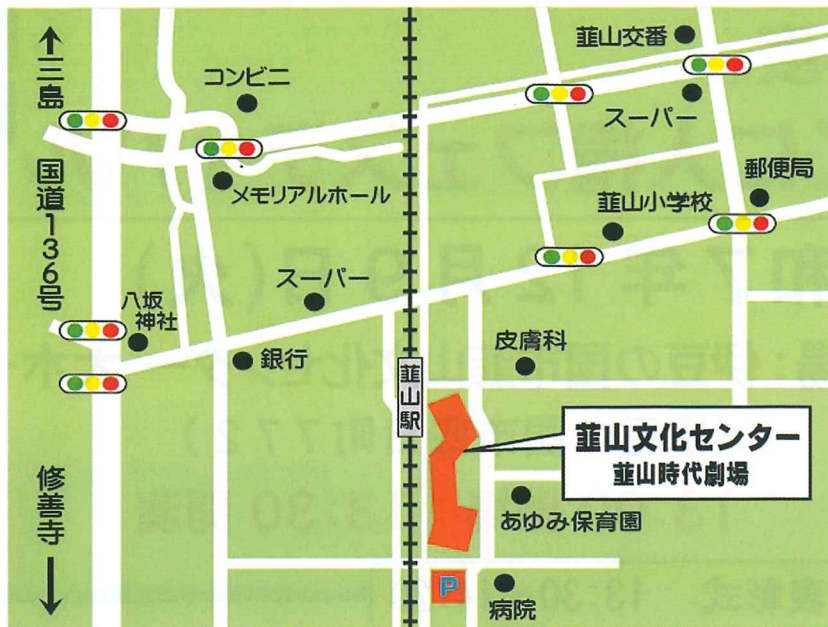 三島
国道136号
修善寺
コンビニ
メモリアルホール
スーパー
八坂
神社
銀行
韮山駅
韮山交番
スーパー
郵便局
韮山小学校
皮膚科
韮山文化センター
韮山時代劇場
あゆみ保育園
P
病院